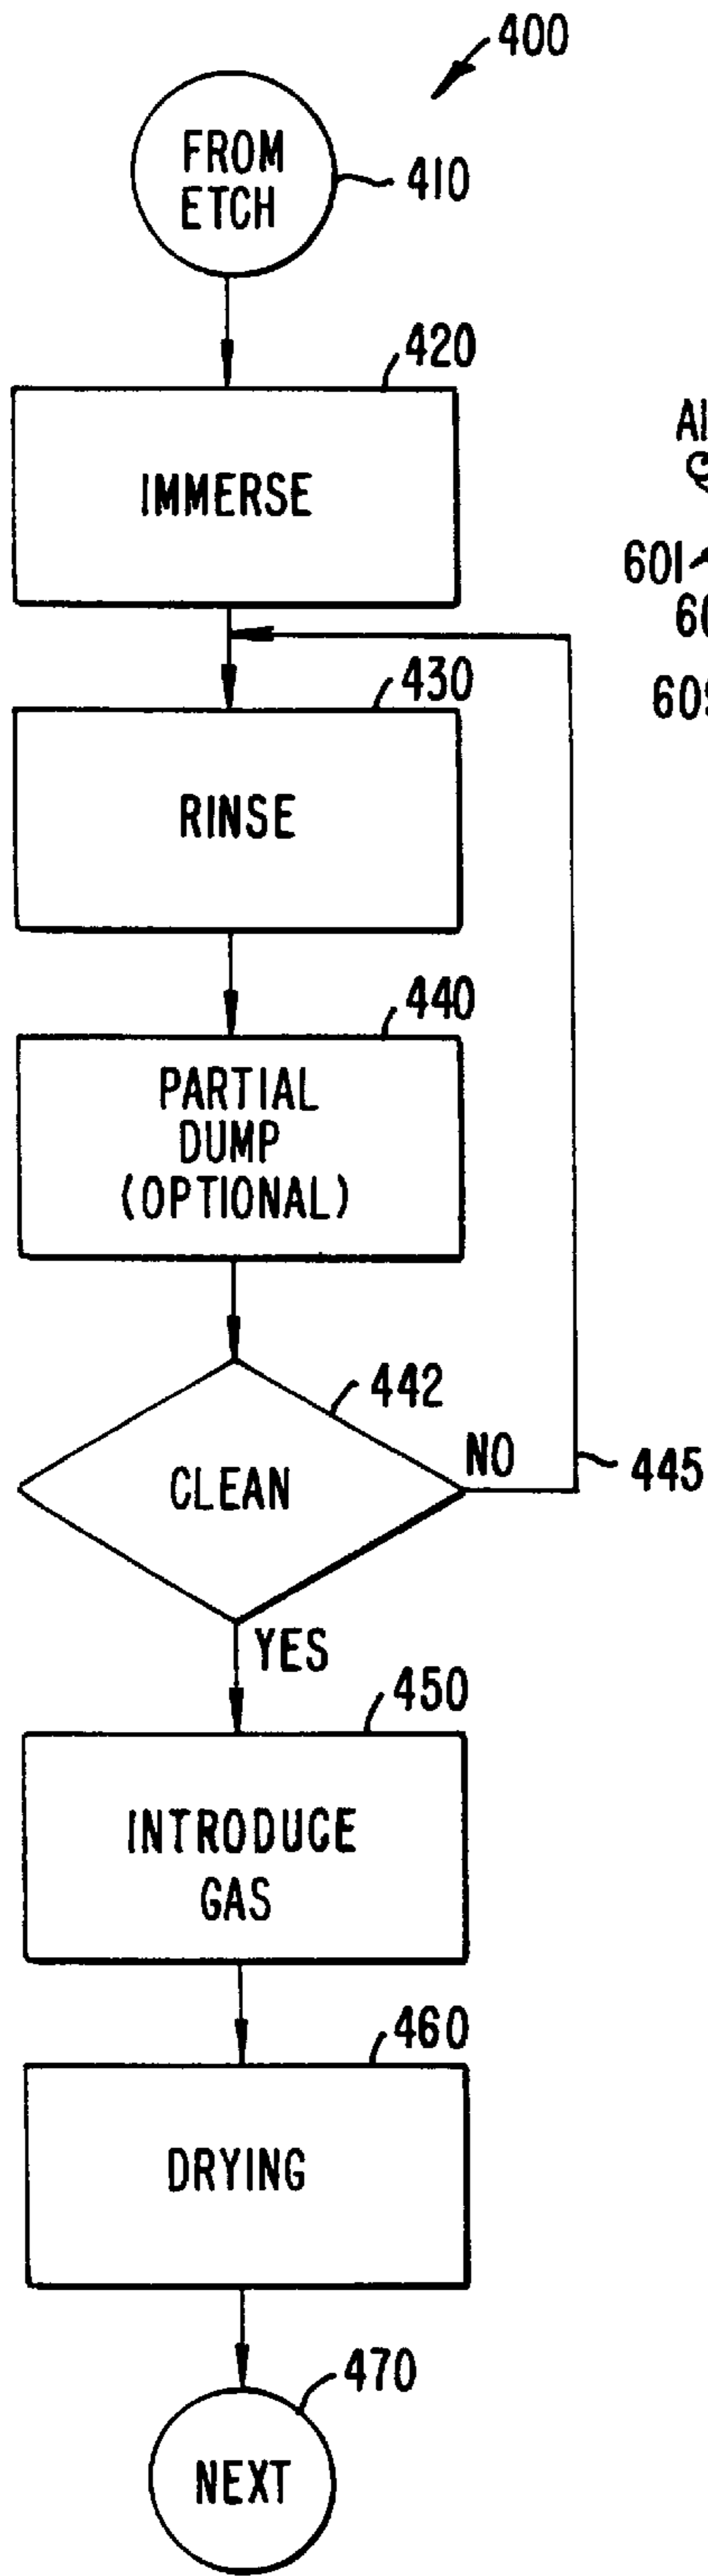 400
FROM
ETCH
410
420
IMMERSE
601
430
RINSE
440
PARTIAL
DUMP
(OPTIONAL)
442
CLEAN
NO
445
YES
450
INTRODUCE
GAS
460
DRYING
470
NEXT